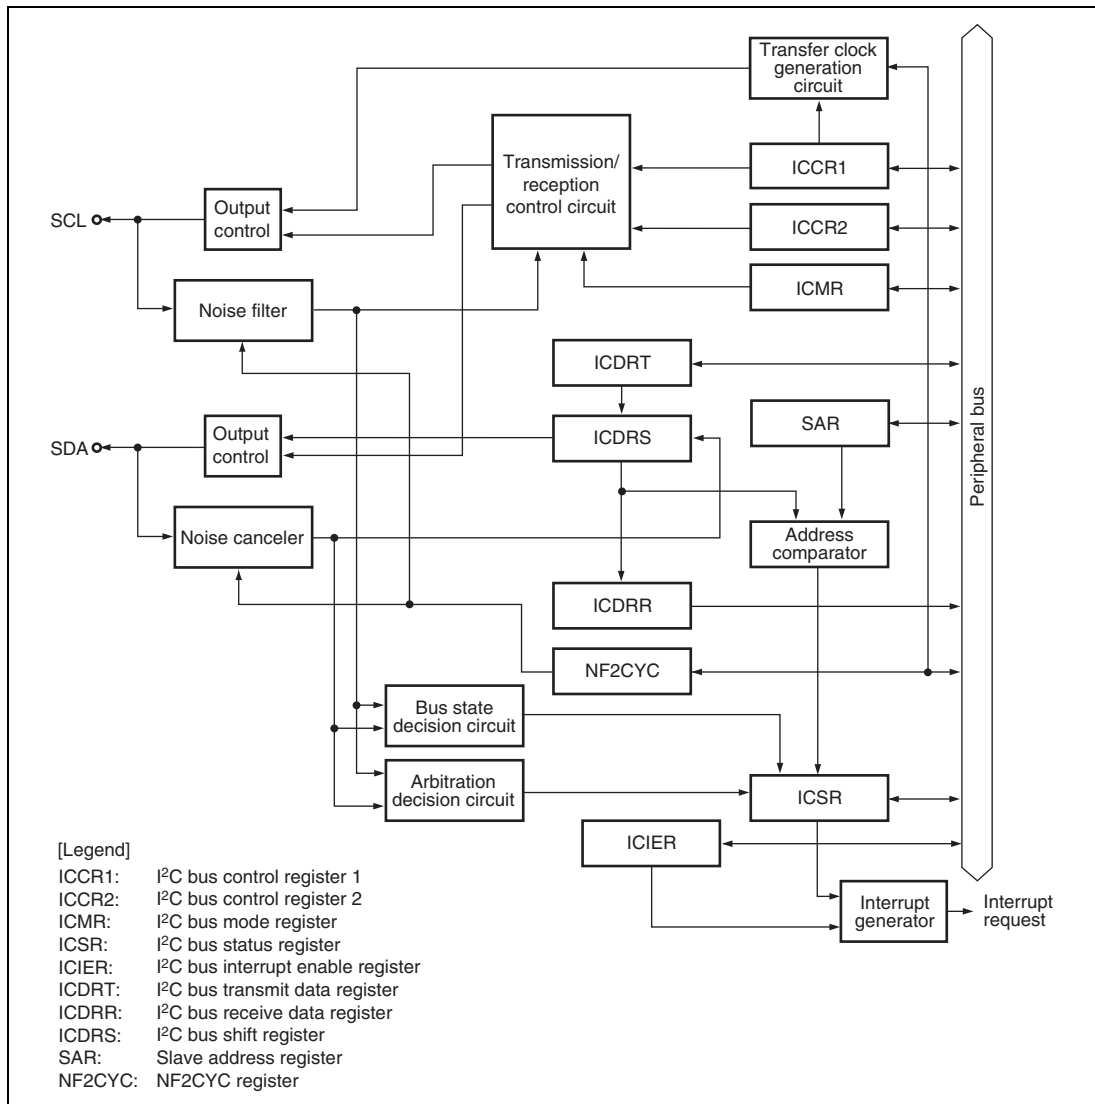 Transfer clock
generation
circuit
Transmission/
reception
control circuit
ICCR1
SCL
Output
control
ICCR2
ICMR
Noise filter
ICDRT
Peripheral bus
SDA
Output
control
ICDRS
SAR
Noise canceler
Address
comparator
ICDRR
NF2CYC
Bus state
decision circuit
Arbitration
decision circuit
ICSR
ICIER
Interrupt
generator
Interrupt
request
[Legend]
ICCR1: I²C bus control register 1
ICCR2: I²C bus control register 2
ICMR: I²C bus mode register
ICSR: I²C bus status register
ICIER: I²C bus interrupt enable register
ICDRT: I²C bus transmit data register
ICDRR: I²C bus receive data register
ICDRS: I²C bus shift register
SAR: Slave address register
NF2CYC: NF2CYC register